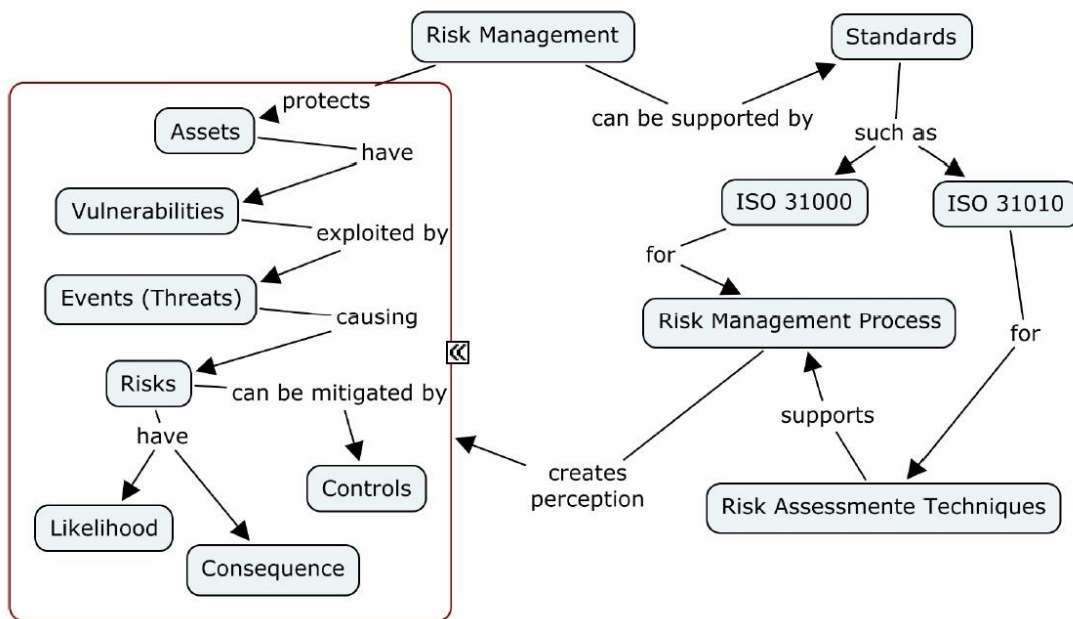 Risk Management
Standards
protects
can be supported by
Assets
have
such as
Vulnerabilities
ISO 31000
ISO 31010
exploited by
for
Events (Threats)
causing
Risk Management Process
for
Risks
can be mitigated by
supports
have
creates
perception
Controls
Risk Assessmente Techniques
Likelihood
Consequence